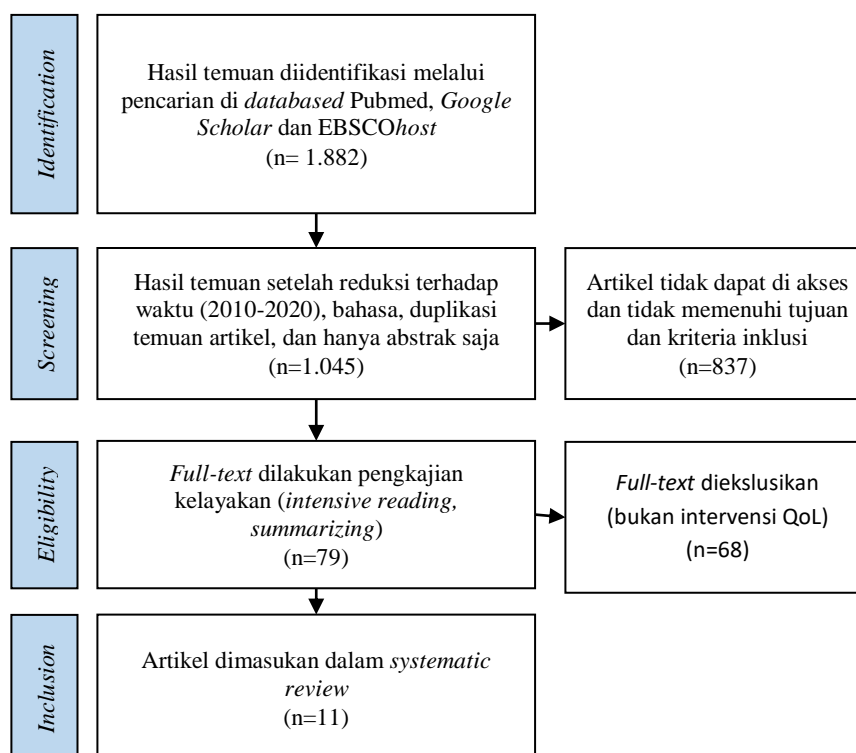 Identification
Hasil temuan diidentifikasi melalui
pencarian di databased Pubmed, Google
Scholar dan EBSCOhost
(n= 1.882)
Screening
Hasil temuan setelah reduksi terhadap
waktu (2010-2020), bahasa, duplikasi
temuan artikel, dan hanya abstrak saja
(n=1.045)
Artikel tidak dapat di akses
dan tidak memenuhi tujuan
dan kriteria inklusi
(n=837)
Eligibility
Full-text dilakukan pengkajian
kelayakan (intensive reading,
summarizing)
(n=79)
Full-text diekslusikan
(bukan intervensi QoL)
(n=68)
Inclusion
Artikel dimasukan dalam systematic
review
(n=11)